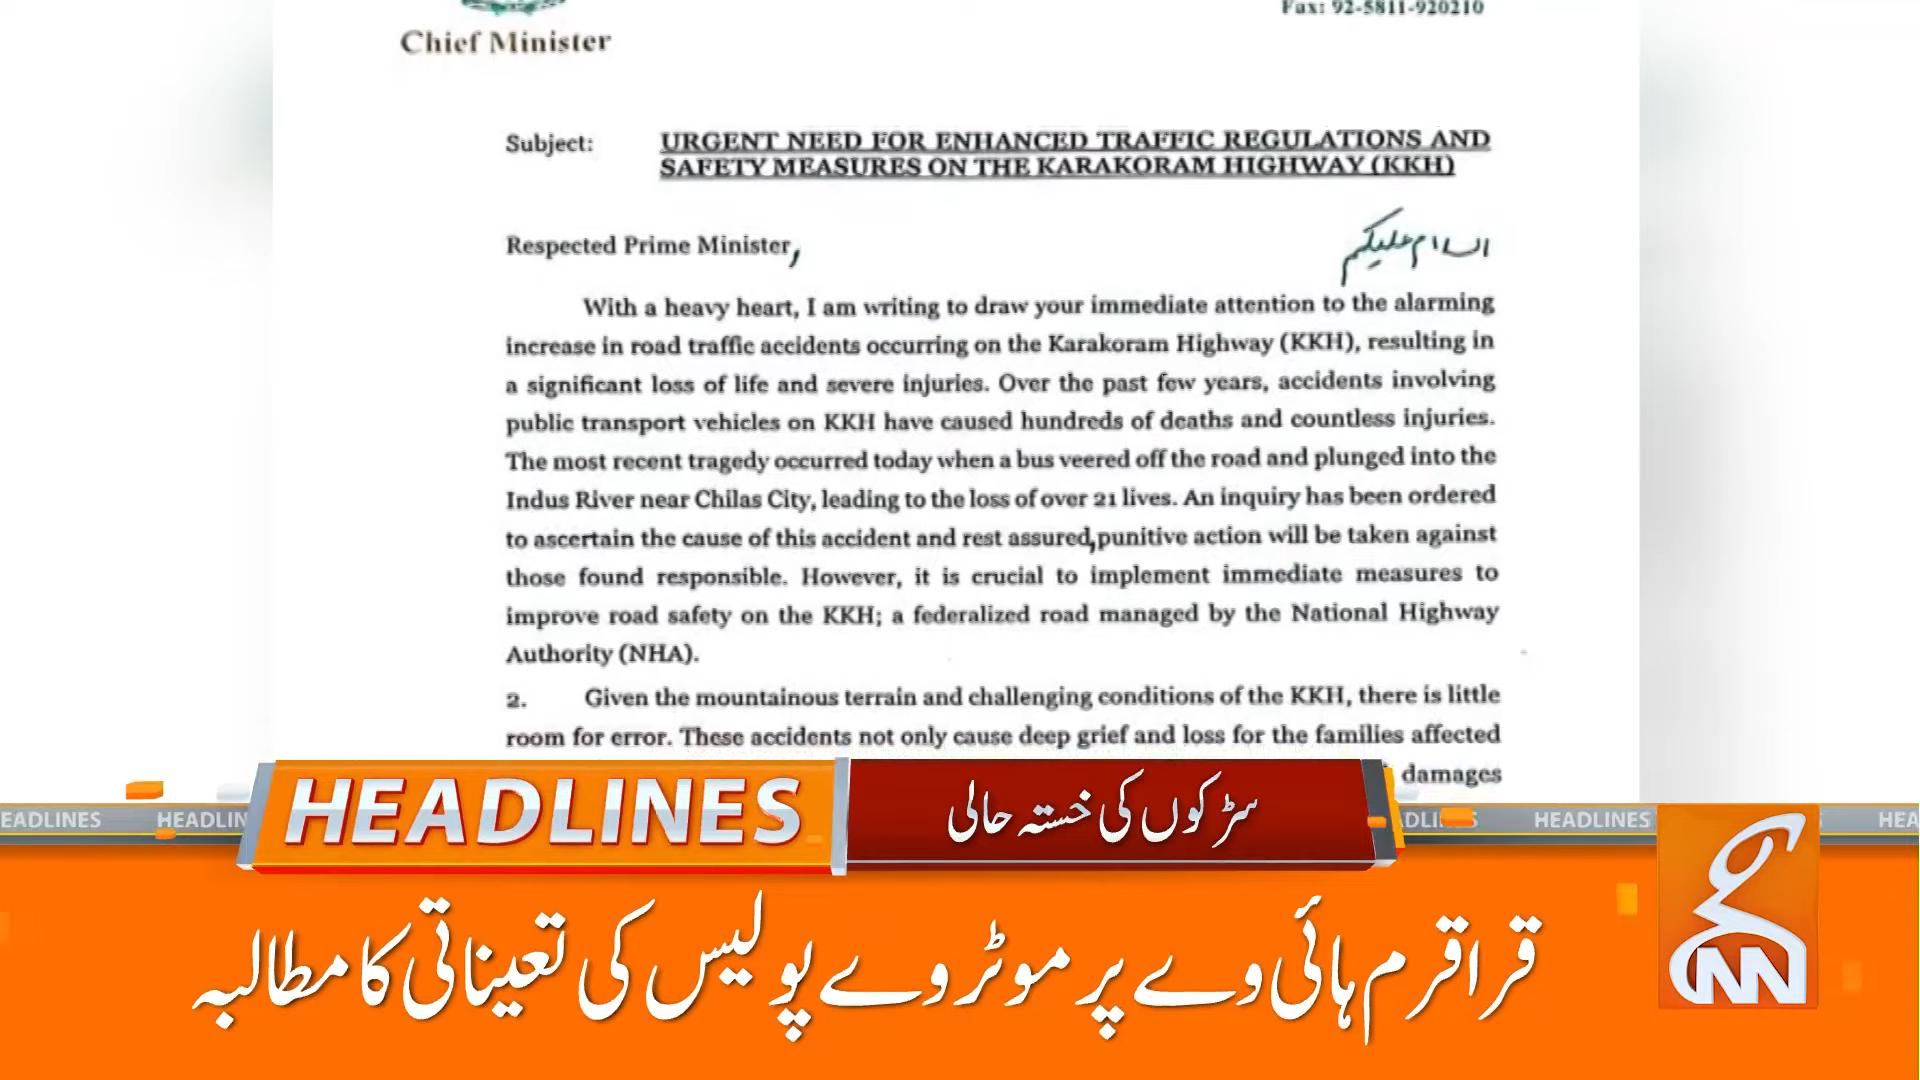 Fax: 92-5811-920210
Chief Minister
Subject: URGENT NEED FOR ENHANCED TRAFFIC REGULATIONS AND
SAFETY MEASURES ON THE KARAKORAM HIGHWAY (KKH)
Respected Prime Minister, السلام علیکم
With a heavy heart, I am writing to draw your immediate attention to the alarming
increase in road traffic accidents occurring on the Karakoram Highway (KKH), resulting in
a significant loss of life and severe injuries. Over the past few years, accidents involving
public transport vehicles on KKH have caused hundreds of deaths and countless injuries.
The most recent tragedy occurred today when a bus veered off the road and plunged into the
Indus River near Chilas City, leading to the loss of over 21 lives. An inquiry has been ordered
to ascertain the cause of this accident and rest assured, punitive action will be taken against
those found responsible. However, it is crucial to implement immediate measures to
improve road safety on the KKH; a federalized road managed by the National Highway
Authority (NHA).
2. Given the mountainous terrain and challenging conditions of the KKH, there is little
room for error. These accidents not only cause deep grief and loss for the families affected
damages
HEADLINES
سڑکوں کی خستہ حالی
EADLINES HEADLIN DLINES HEADLINES HEA
قراقرم ہائی وے پر موٹروے پولیس کی تعیناتی کا مطالبہ
GNN